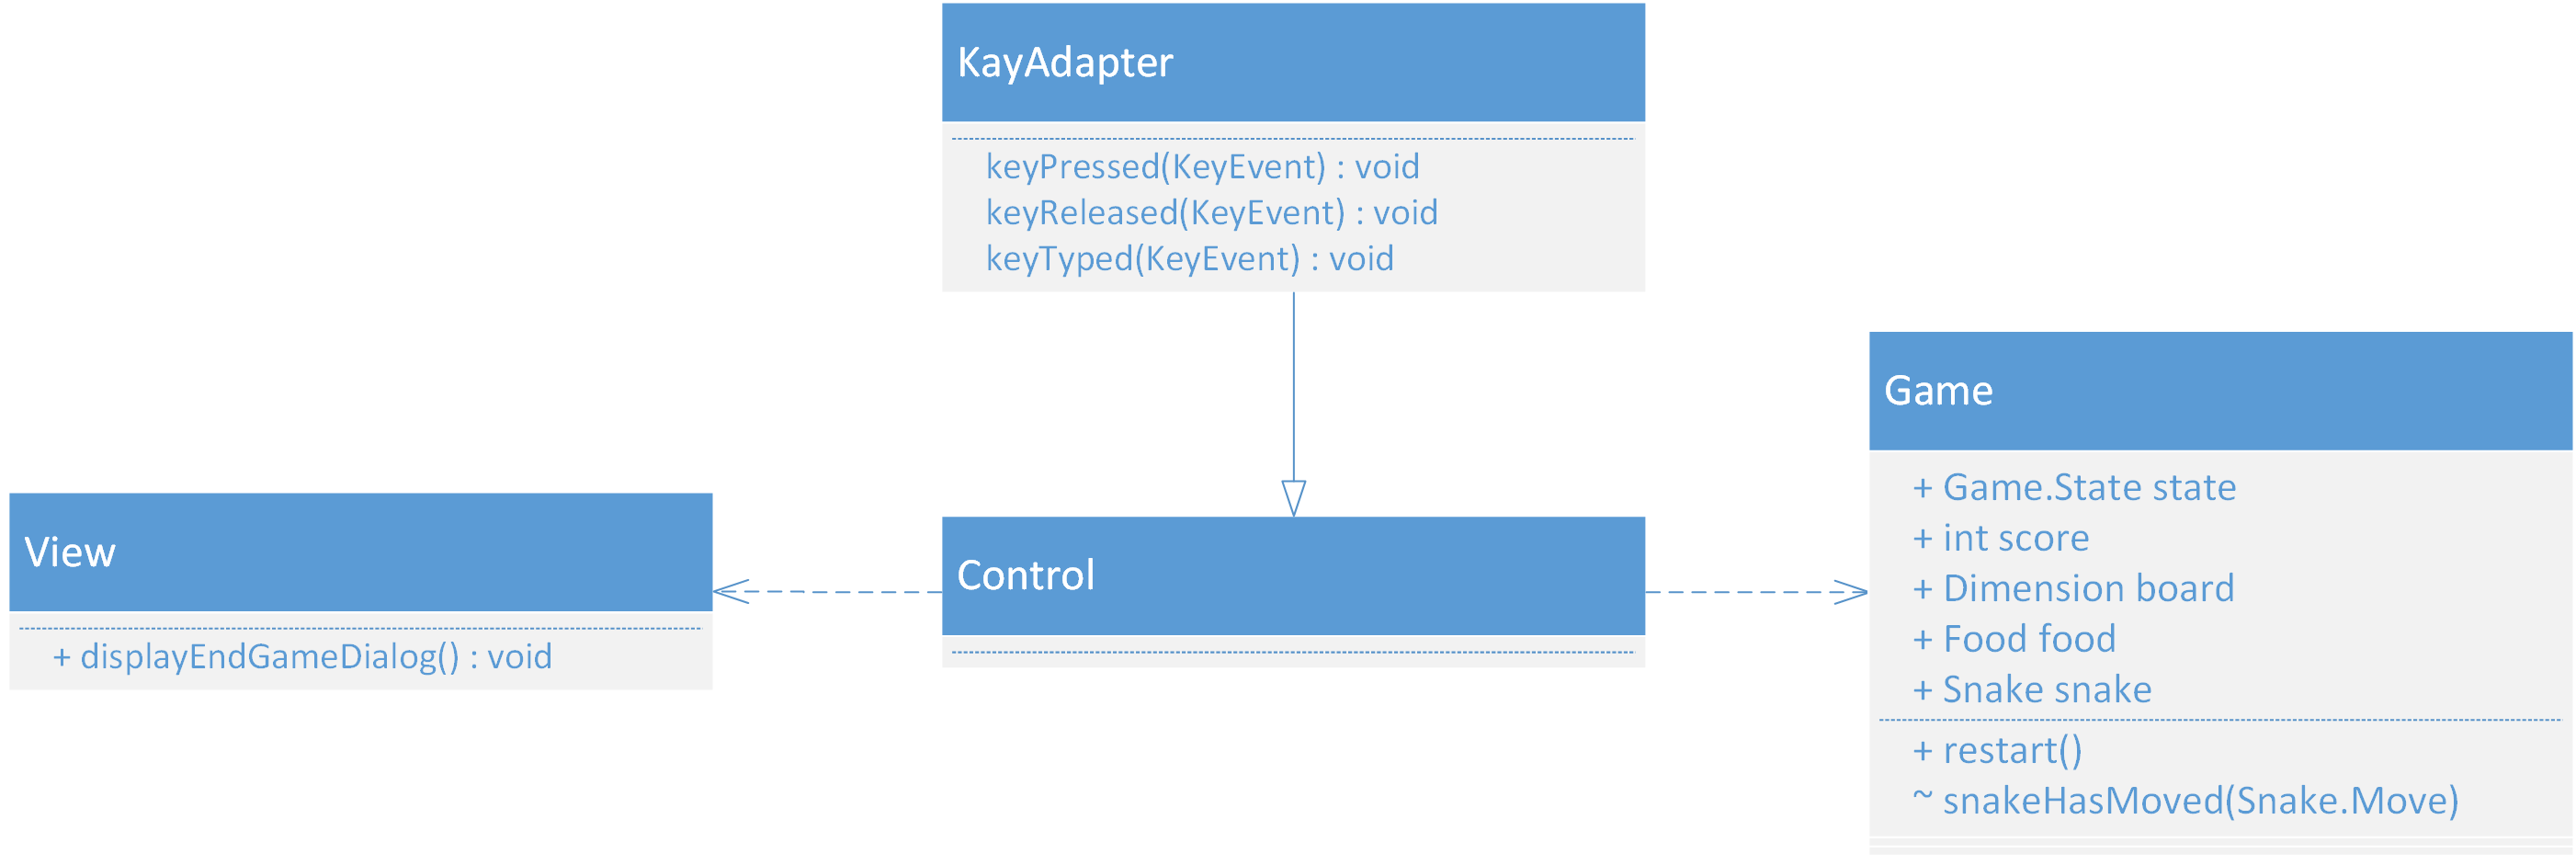 KayAdapter
keyPressed(KeyEvent) : void
keyReleased(KeyEvent) : void
keyTyped(KeyEvent) : void
View
+ displayEndGameDialog() : void
Control
Game
+ Game.State state
+ int score
+ Dimension board
+ Food food
+ Snake snake
+ restart()
~ snakeHasMoved(Snake.Move)